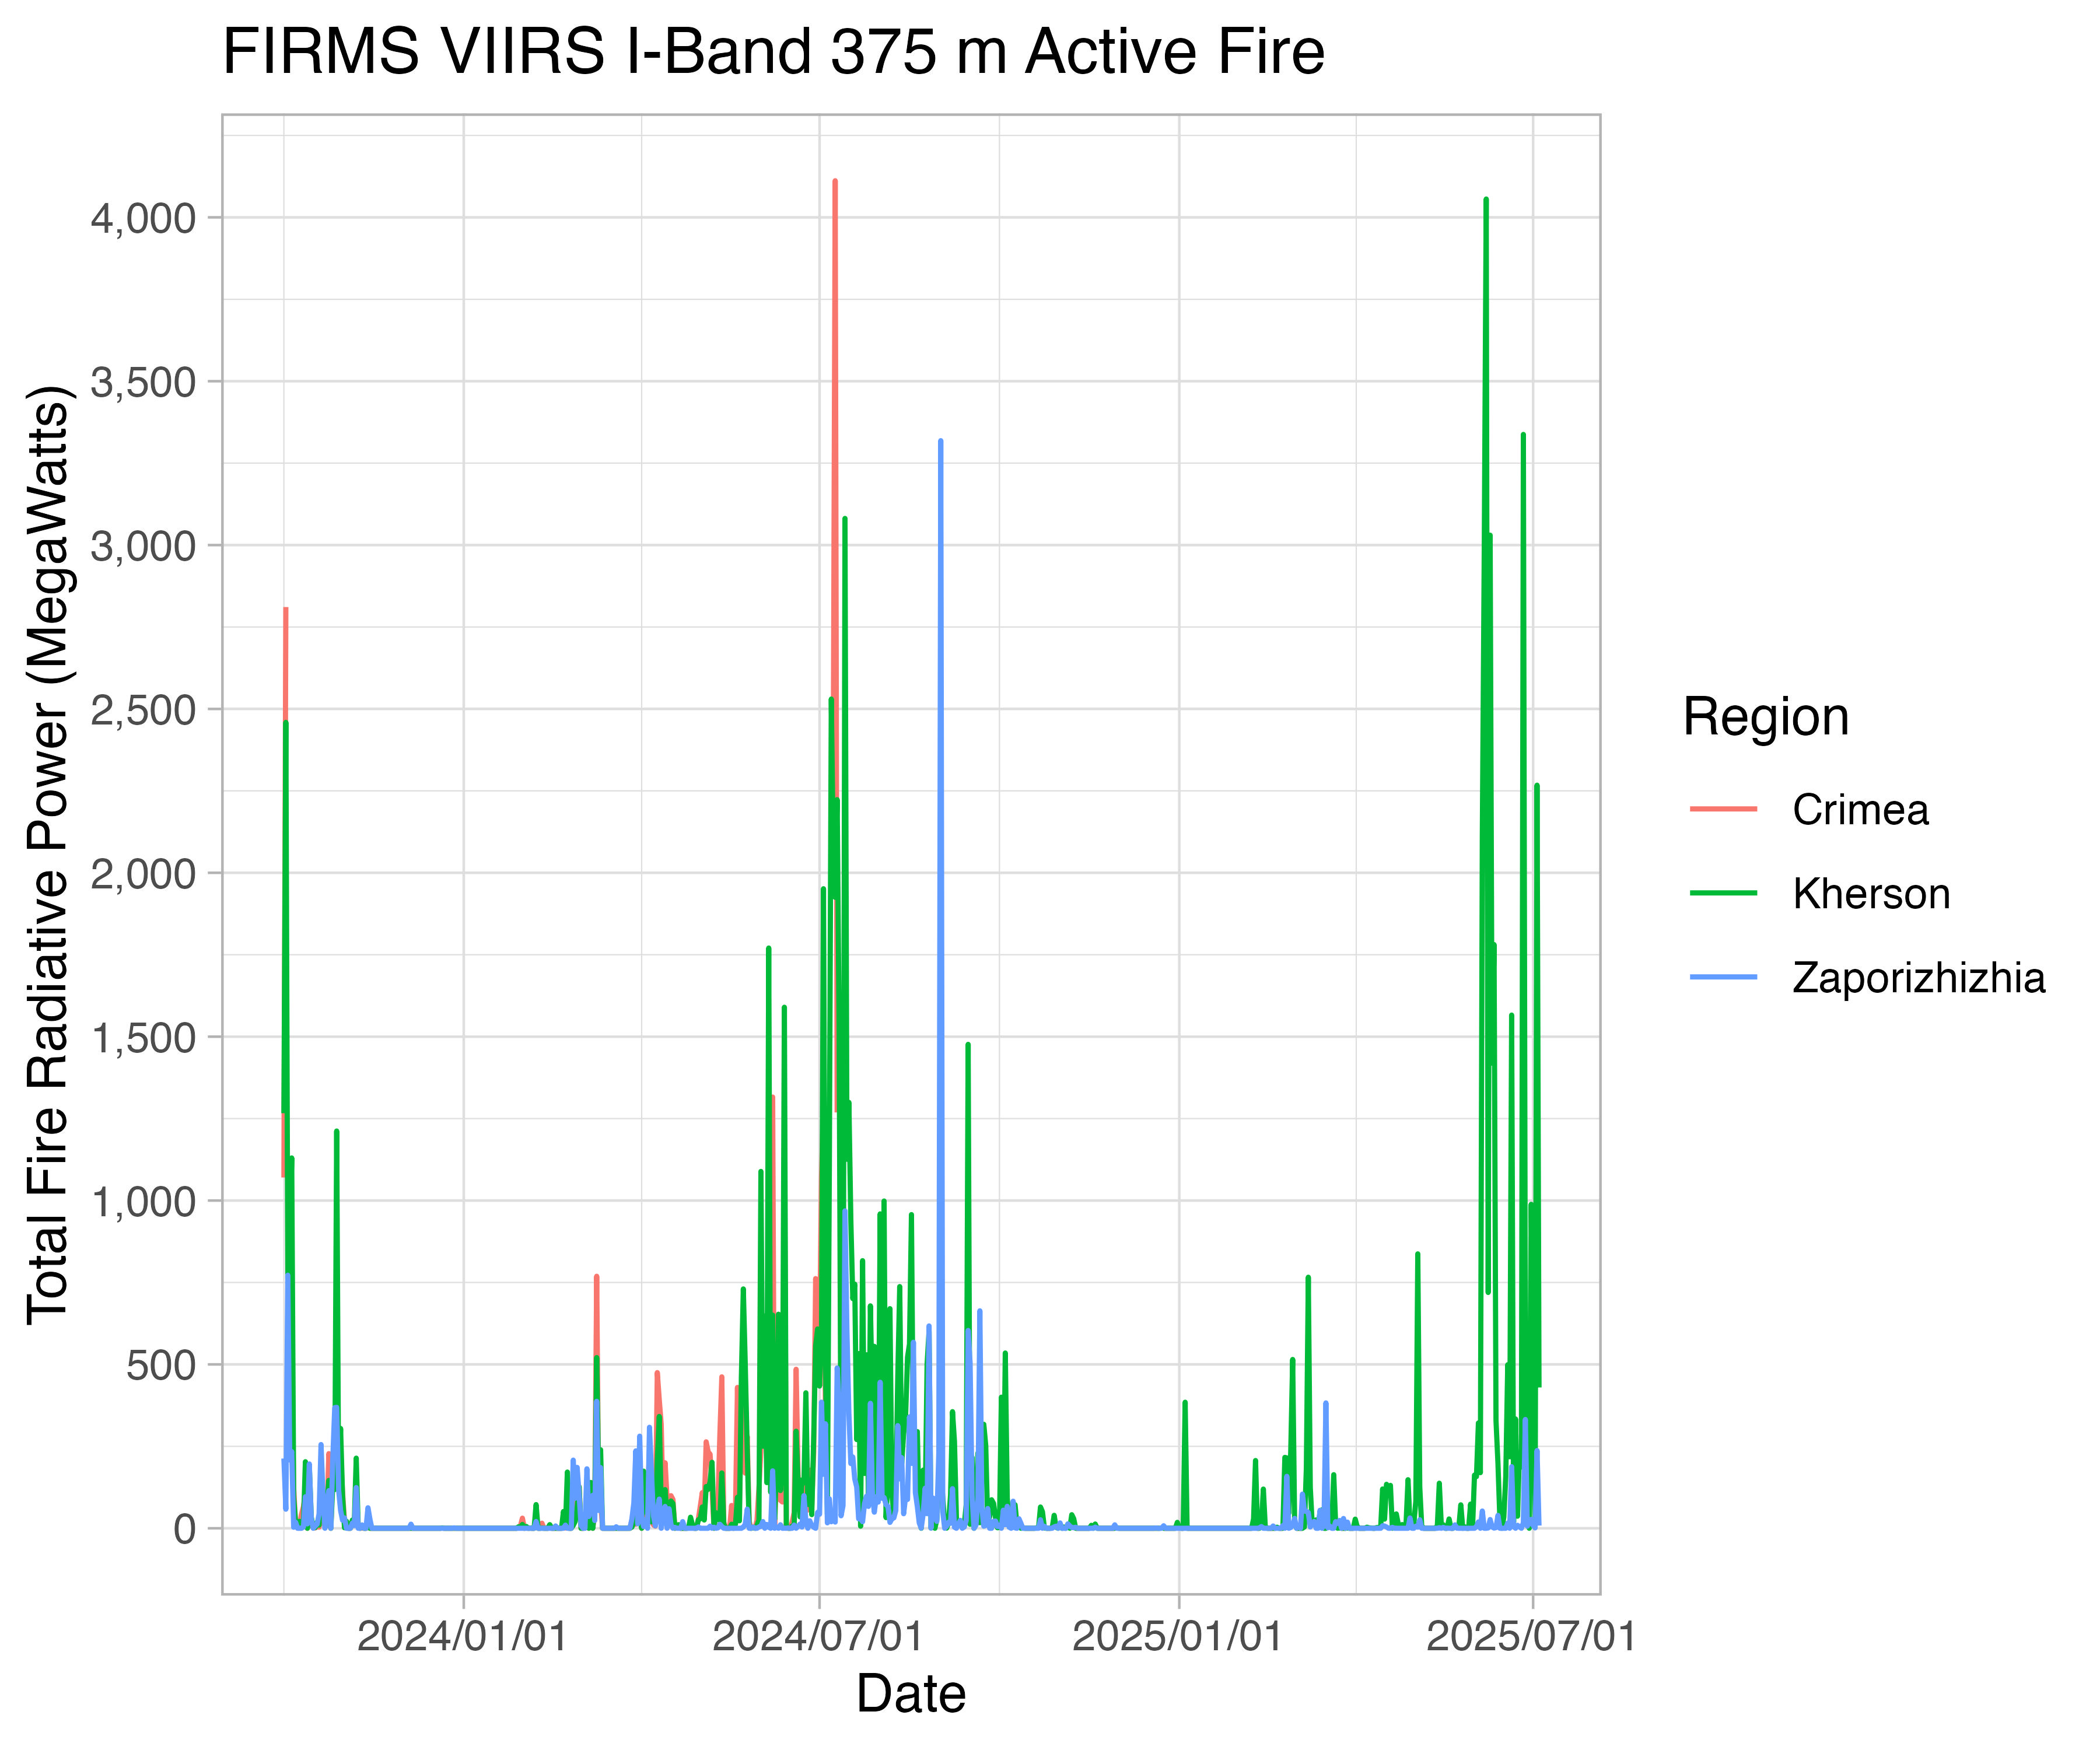 FIRMS VIIRS I-Band 375 m Active Fire
Total Fire Radiative Power (MegaWatts)
4,000
3,500
3,000
2,500
2,000
1,500
1,000
500
0
2024/01/01
2024/07/01
2025/01/01
2025/07/01
Date
Region
Crimea
Kherson
Zaporizhizhia